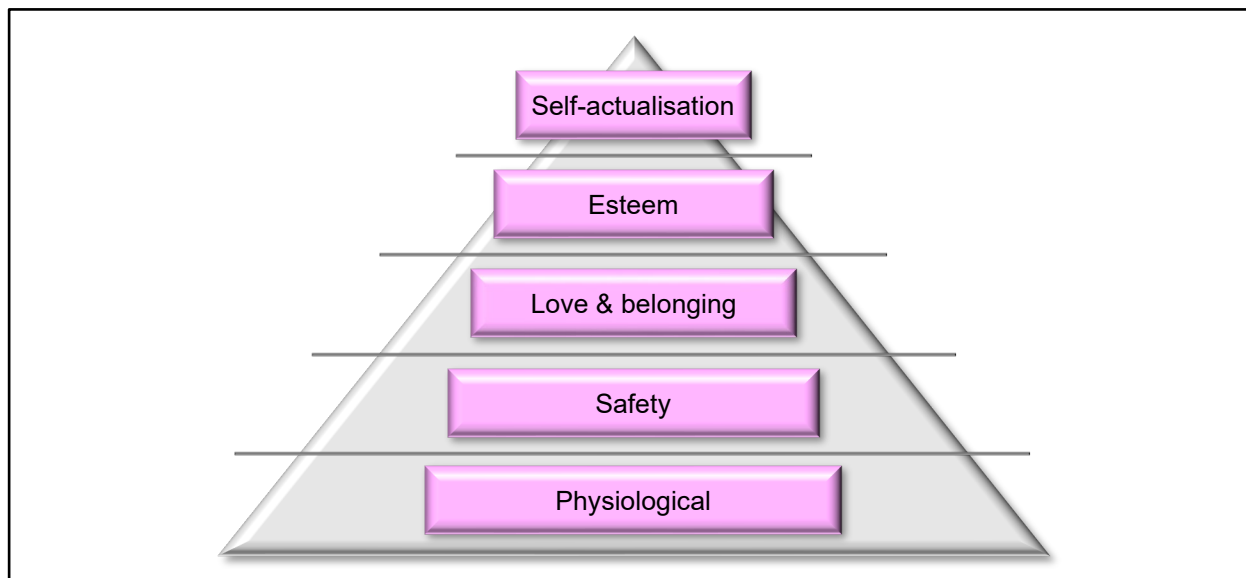 Self-actualisation
Esteem
Love & belonging
Safety
Physiological